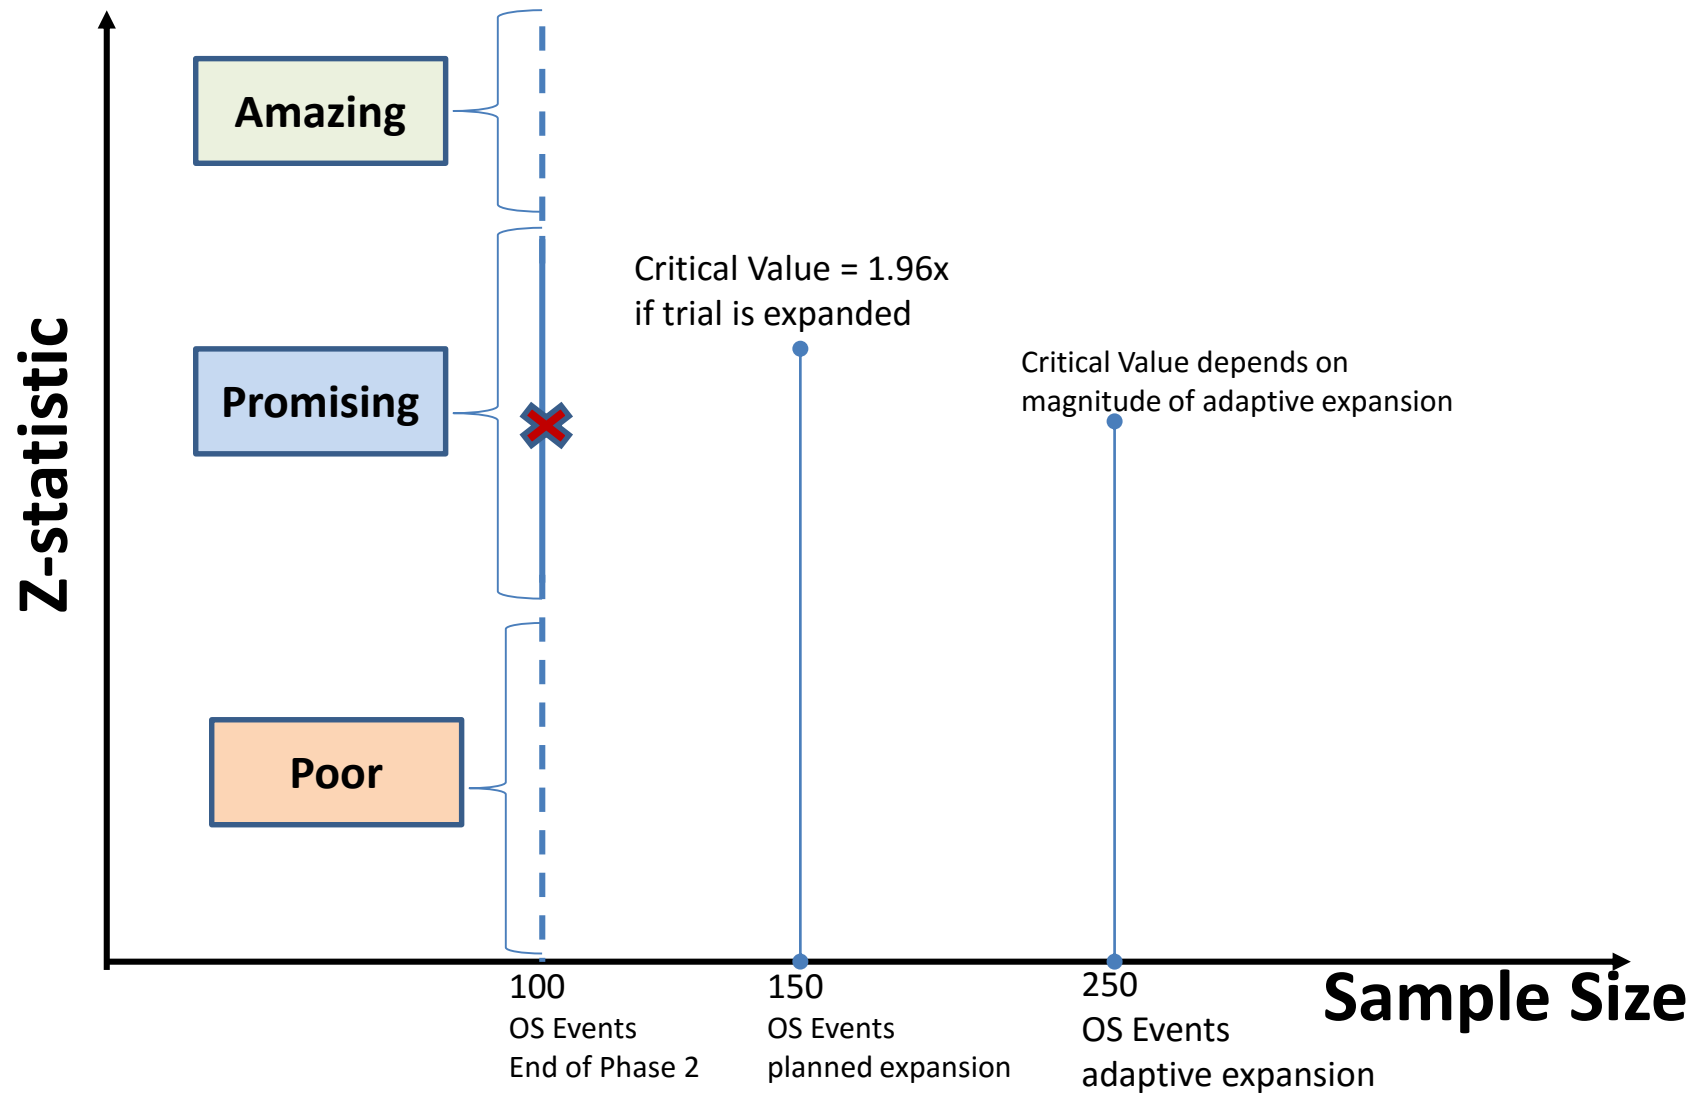 Amazing
Critical Value = 1.96x
if trial is expanded
Critical Value depends on
magnitude of adaptive expansion
Promising
Z-statistic
Poor
100
OS Events
End of Phase 2
150
OS Events
planned expansion
250
OS Events
adaptive expansion
Sample Size